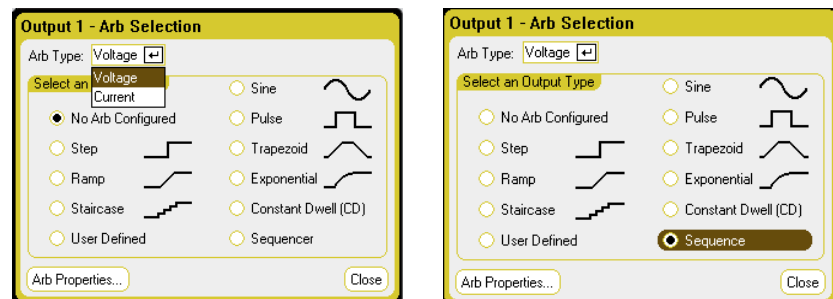 Output 1 - Arb Selection
Arb Type: Voltage
Voltage
Current
Select an
No Arb Configured
Step
Ramp
Staircase
User Defined
Sine
Pulse
Trapezoid
Exponential
Constant Dwell (CD)
Sequencer
Arb Properties...
Close
Output 1 - Arb Selection
Arb Type: Voltage
Select an Output Type
No Arb Configured
Step
Ramp
Staircase
User Defined
Sine
Pulse
Trapezoid
Exponential
Constant Dwell (CD)
Sequence
Arb Properties...
Close